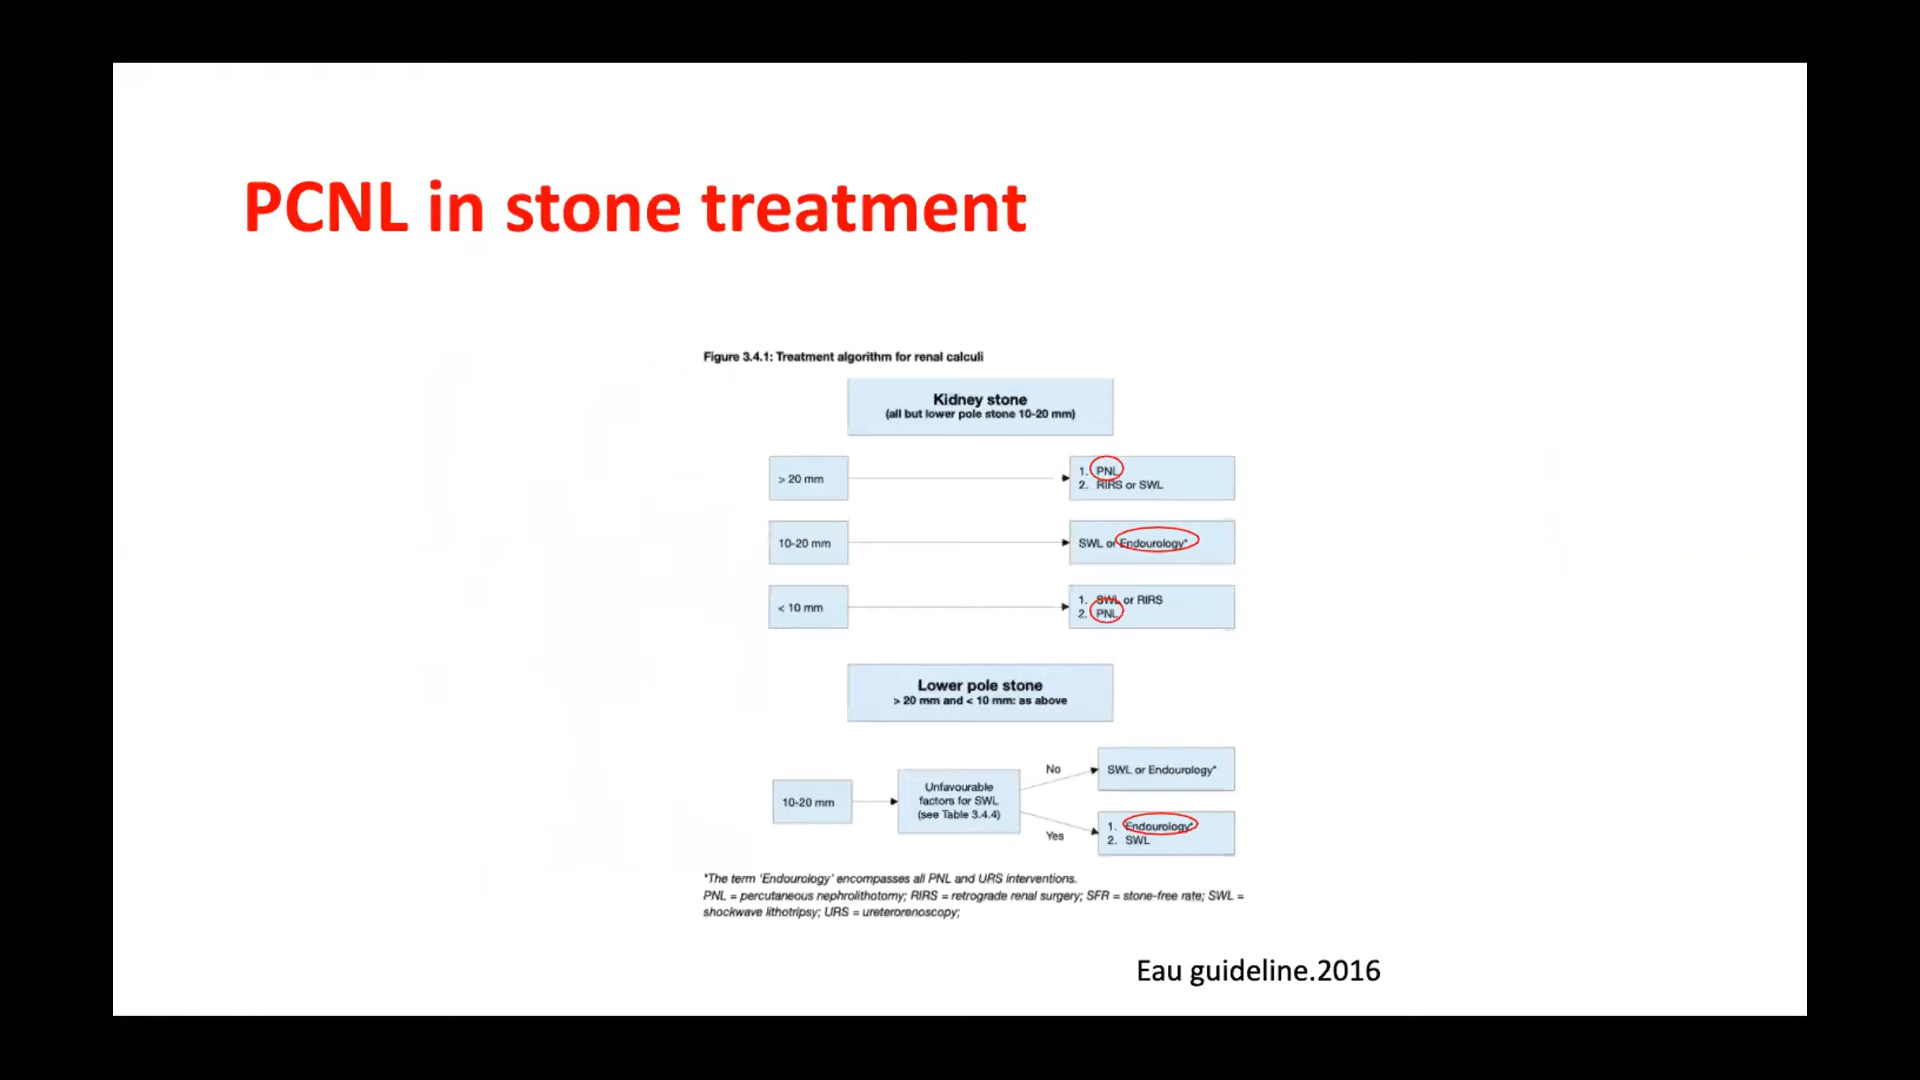 PCNL in stone treatment
Figure 3.4.1: Treatment algorithm for renal calculi
Kidney stone
(all but lower pole stone 10-20 mm)
> 20 mm
1. PNL
2. RIRS or SWL
10-20 mm
SWL or Endourology*
< 10 mm
1. SWL or RIRS
2. PNL
Lower pole stone
> 20 mm and < 10 mm: as above
10-20 mm
Unfavourable
factors for SWL
(see Table 3.4.4)
No
SWL or Endourology*
Yes
1. Endourology*
2. SWL
*The term 'Endourology' encompasses all PNL and URS interventions.
PNL = percutaneous nephrolithotomy; RIRS = retrograde renal surgery; SFR = stone-free rate; SWL =
shockwave lithotripsy; URS = ureterorenoscopy;
Eau guideline.2016